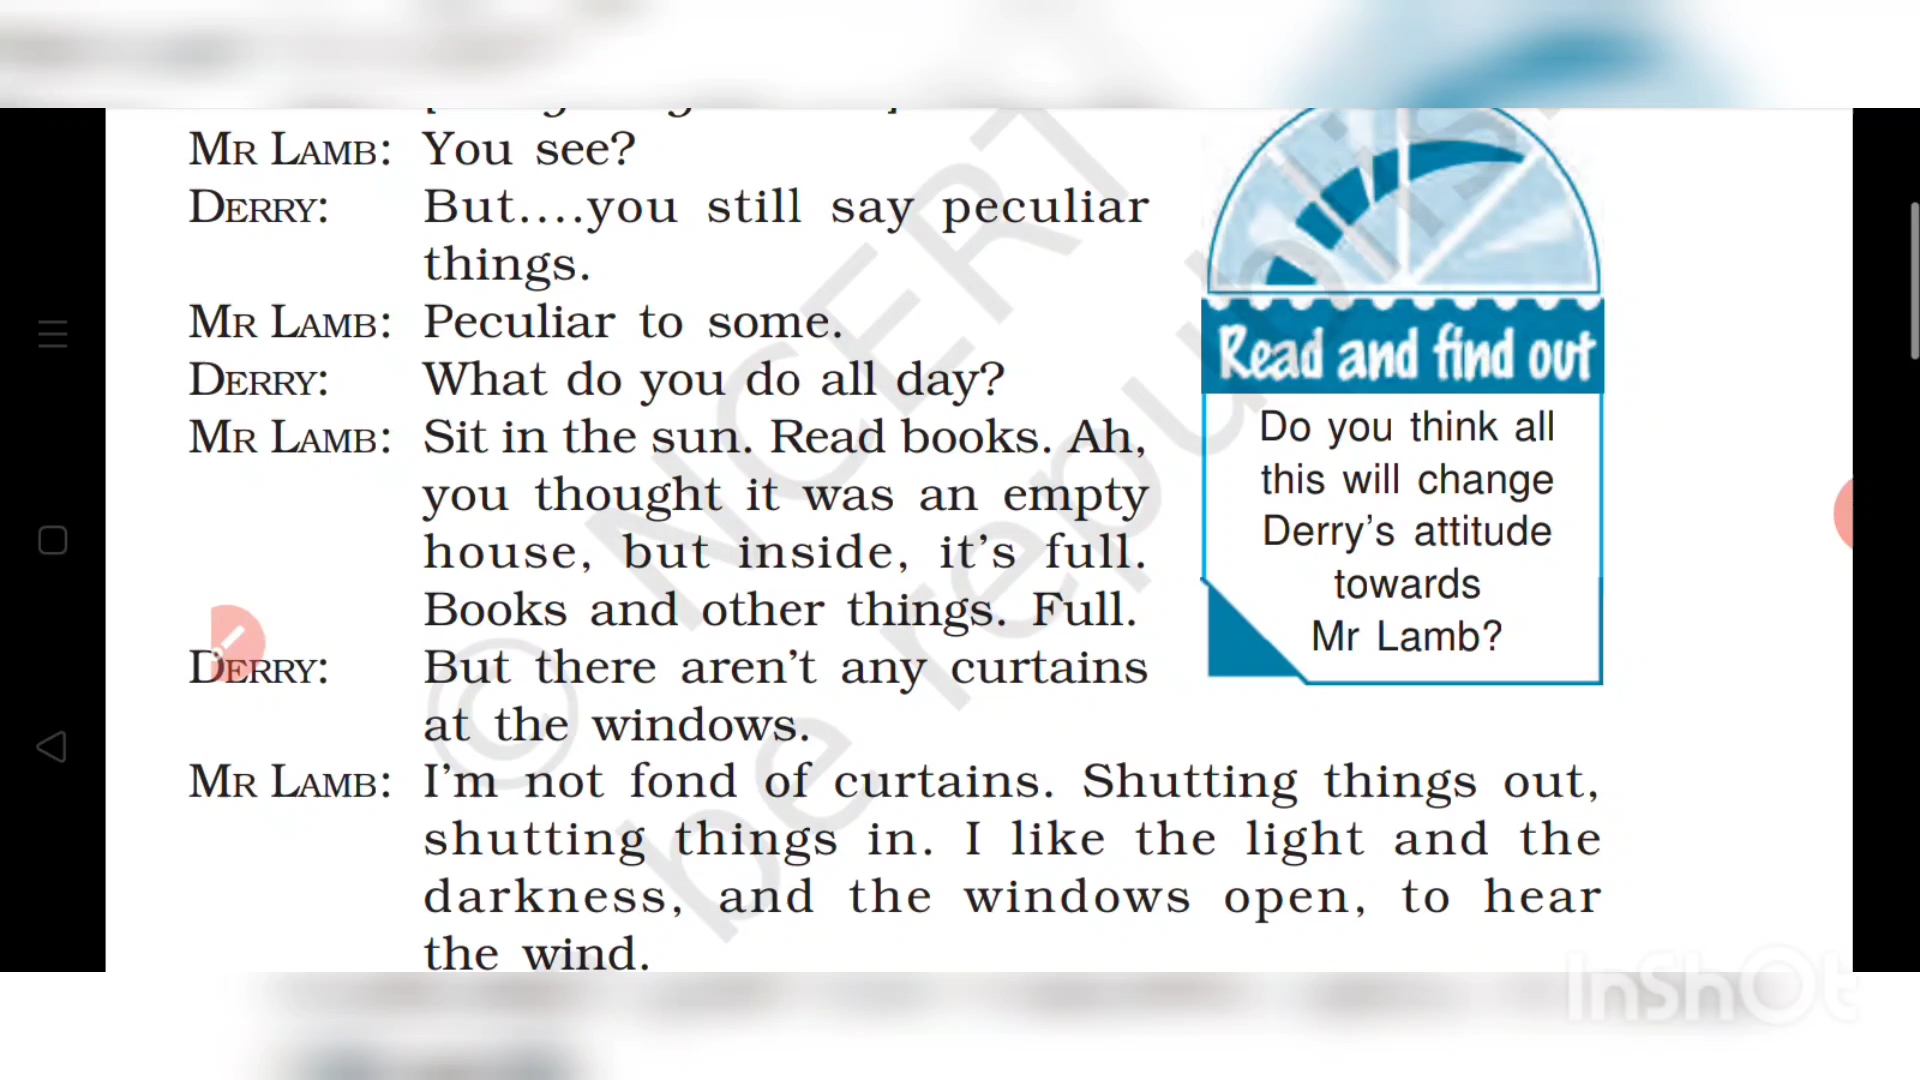 MR LAMB: You see?
DERRY: But....you still say peculiar
things.
MR LAMB: Peculiar to some.
DERRY: What do you do all day?
MR LAMB: Sit in the sun. Read books. Ah,
you thought it was an empty
house, but inside, it's full.
Books and other things. Full.
DERRY: But there aren't any curtains
at the windows.
MR LAMB: I'm not fond of curtains. Shutting things out,
shutting things in. I like the light and the
darkness, and the windows open, to hear
the wind.
Read and find out
Do you think all
this will change
Derry's attitude
towards
Mr Lamb?
© NCERT
be republis
InShOt